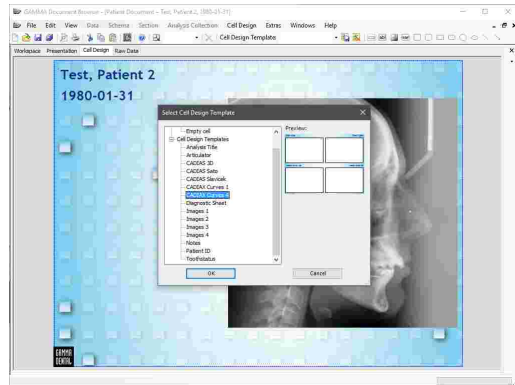 GAMMA Document Browser - [Patient Document - Test, Patient 2, 1980-01-31]
File Edit View Data Schema Section Analysis Collection Cell Design Extras Windows Help
Cell Design Template
Workspace Presentation Cell Design Raw Data
Test, Patient 2
1980-01-31
Select Cell Design Template
Empty cell
Cell Design Templates
Analysis Title
Articulator
CADIAS 3D
CADIAS Sato
CADIAS Slavicek
CADIAX Curves 1
CADIAX Curves 4
Diagnostic Sheet
Images 1
Images 2
Images 3
Images 4
Notes
Patient ID
Toothstatus
Preview:
OK Cancel
GAMMA
DENTAL